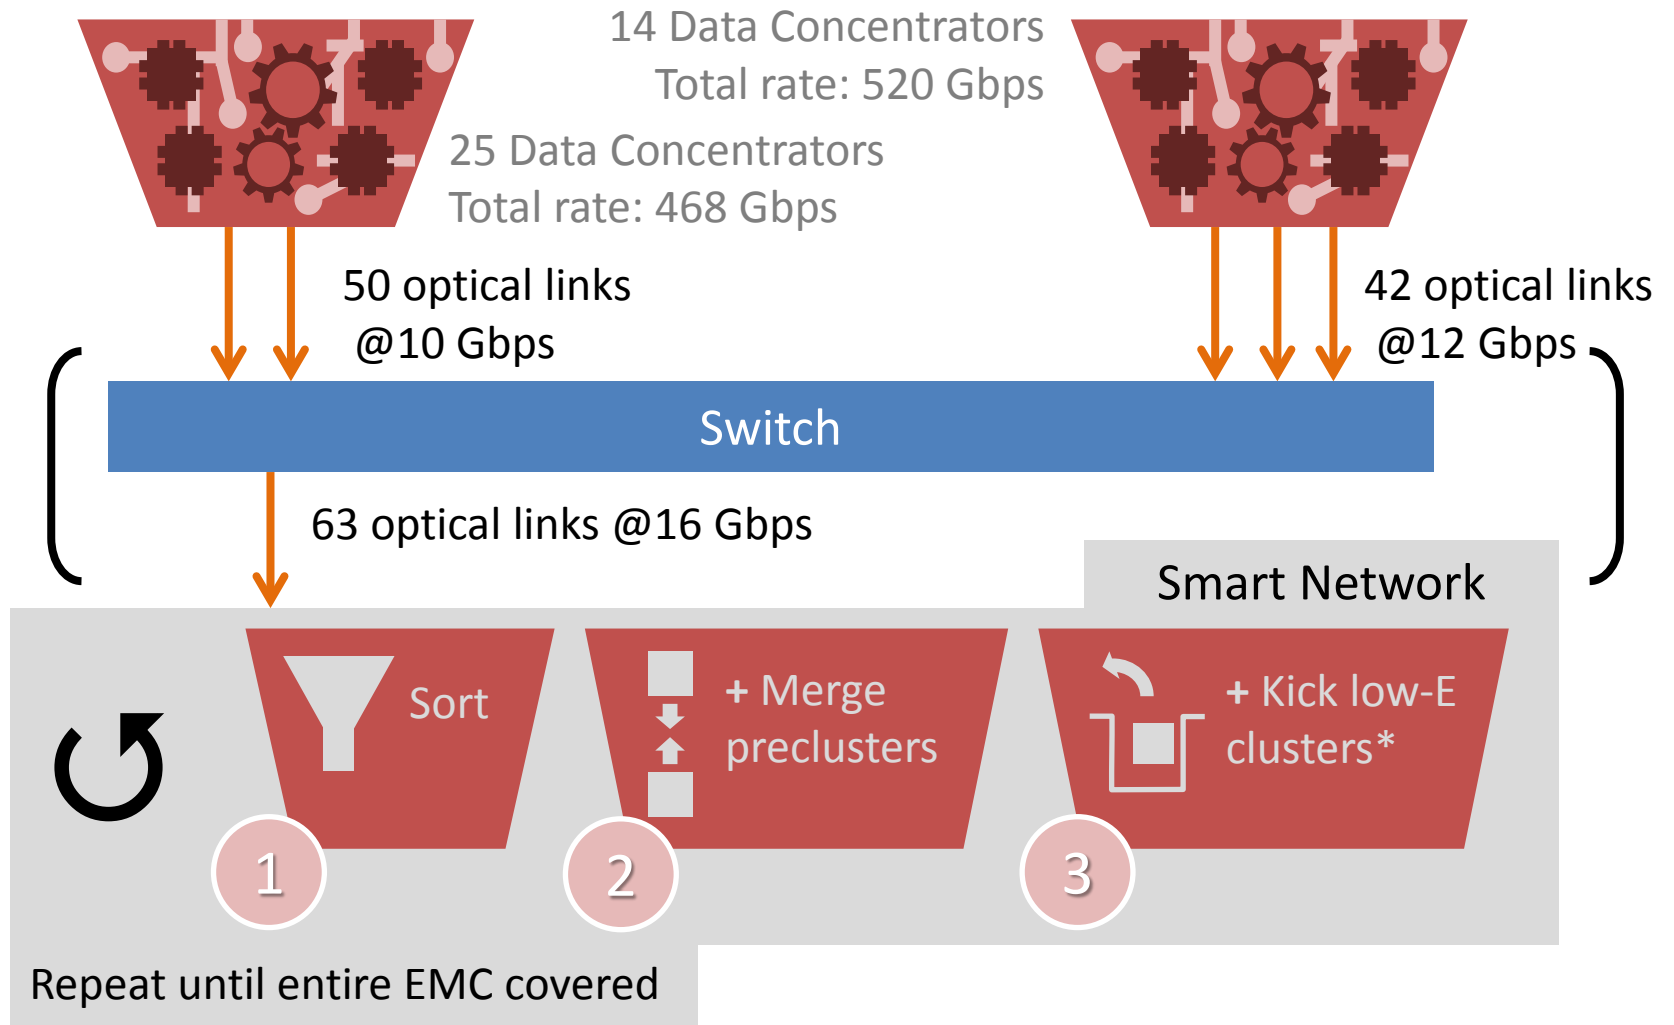 14 Data Concentrators
Total rate: 520 Gbps
25 Data Concentrators
Total rate: 468 Gbps
50 optical links
@10 Gbps
42 optical links
@12 Gbps
Switch
63 optical links @16 Gbps
Smart Network
Sort
+ Merge
preclusters
+ Kick low-E
clusters*
1
2
3
Repeat until entire EMC covered